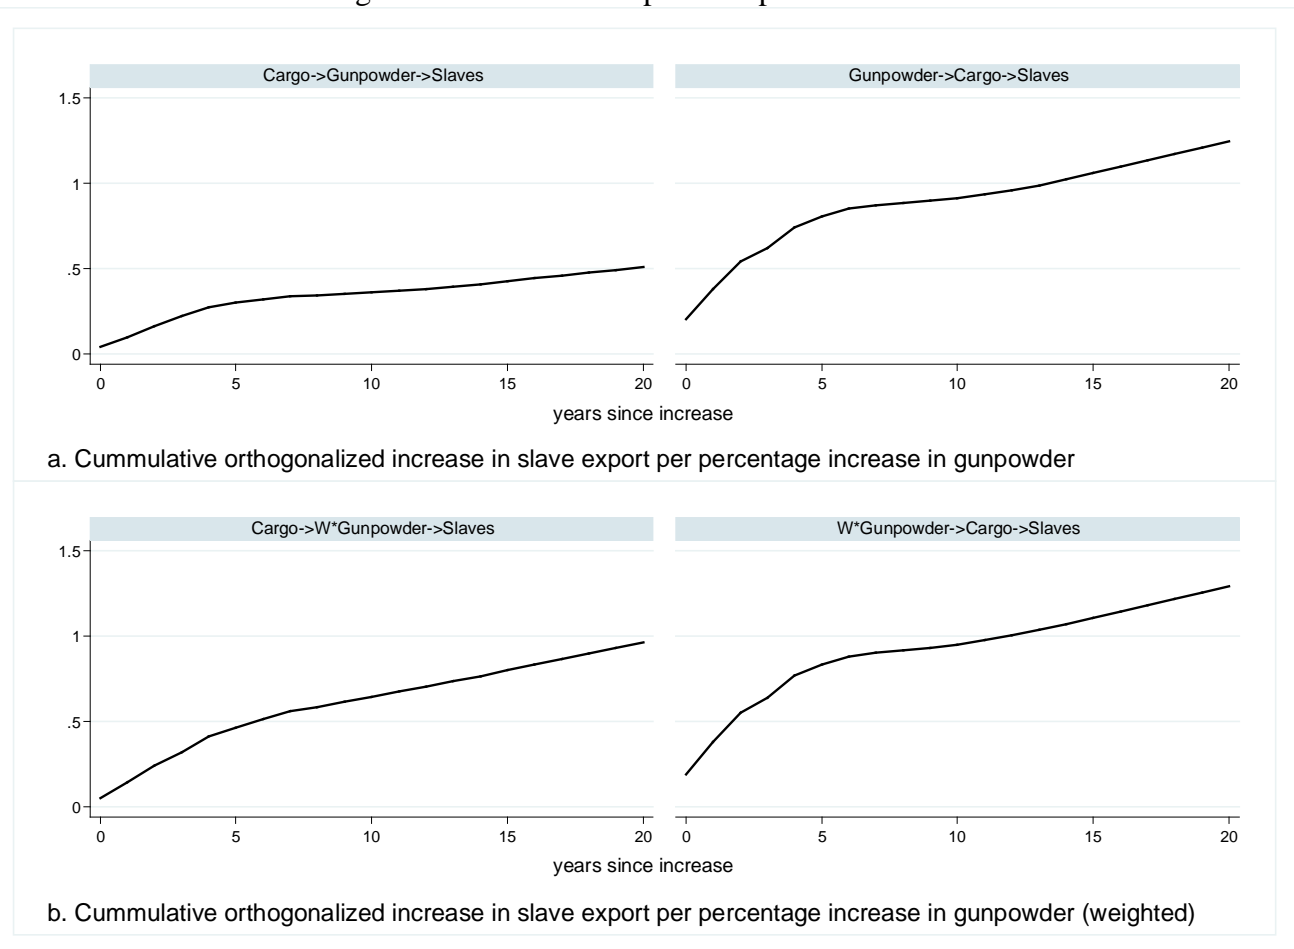 Cargo->Gunpowder->Slaves Gunpowder->Cargo->Slaves
1.5
1
.5
0
0 5 10 15 20 0 5 10 15 20
years since increase
a. Cummulative orthogonalized increase in slave export per percentage increase in gunpowder
Cargo->W*Gunpowder->Slaves W*Gunpowder->Cargo->Slaves
1.5
1
.5
0
0 5 10 15 20 0 5 10 15 20
years since increase
b. Cummulative orthogonalized increase in slave export per percentage increase in gunpowder (weighted)